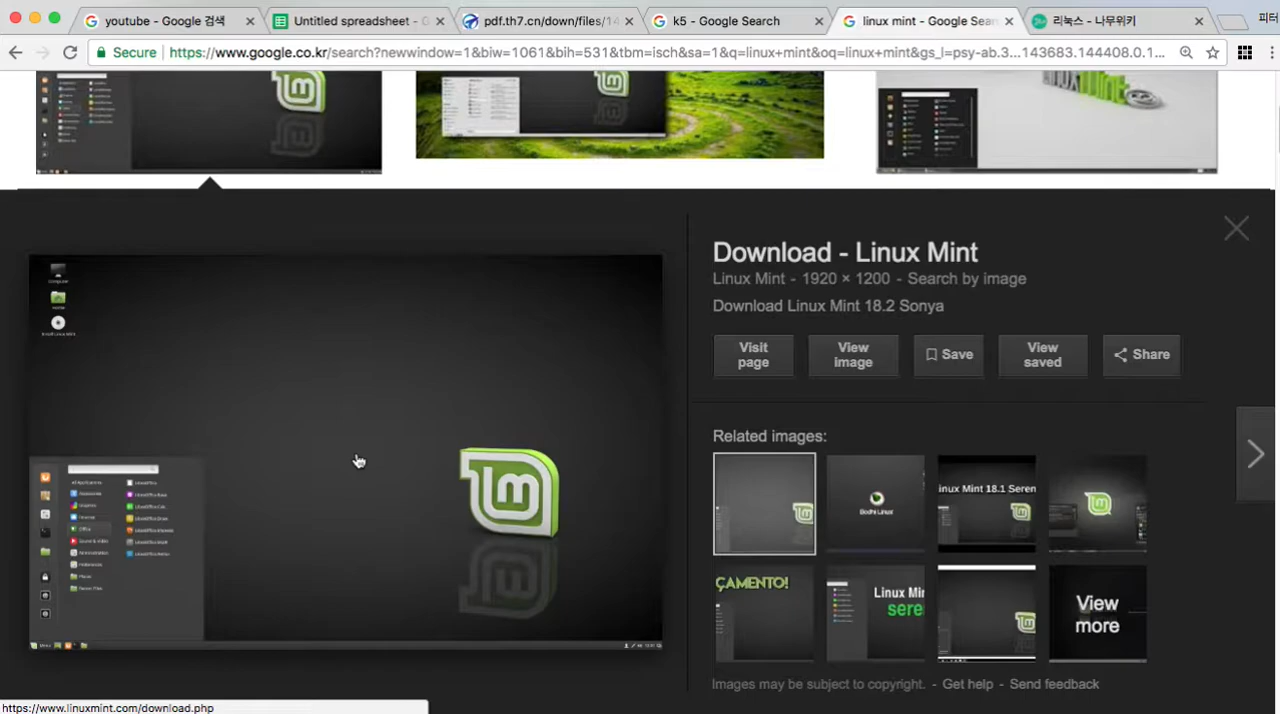 youtube - Google 검색
Untitled spreadsheet -
pdf.th7.cn/down/files/14
k5 - Google Search
linux mint - Google Sear
리눅스 - 나무위키
피터
Secure
https://www.google.co.kr/search?newwindow=1&biw=1061&bih=531&tbm=isch&sa=1&q=linux+mint&oq=linux+mint&gs_l=psy-ab.3...143683.144408.0.1...
Download - Linux Mint
Linux Mint - 1920 × 1200 - Search by image
Download Linux Mint 18.2 Sonya
Visit page
View image
Save
View saved
Share
Related images:
Bodhi Linux
inux Mint 18.1 Seren
ÇAMENTO!
Linux Min
sere
View more
Images may be subject to copyright. - Get help - Send feedback
https://www.linuxmint.com/download.php